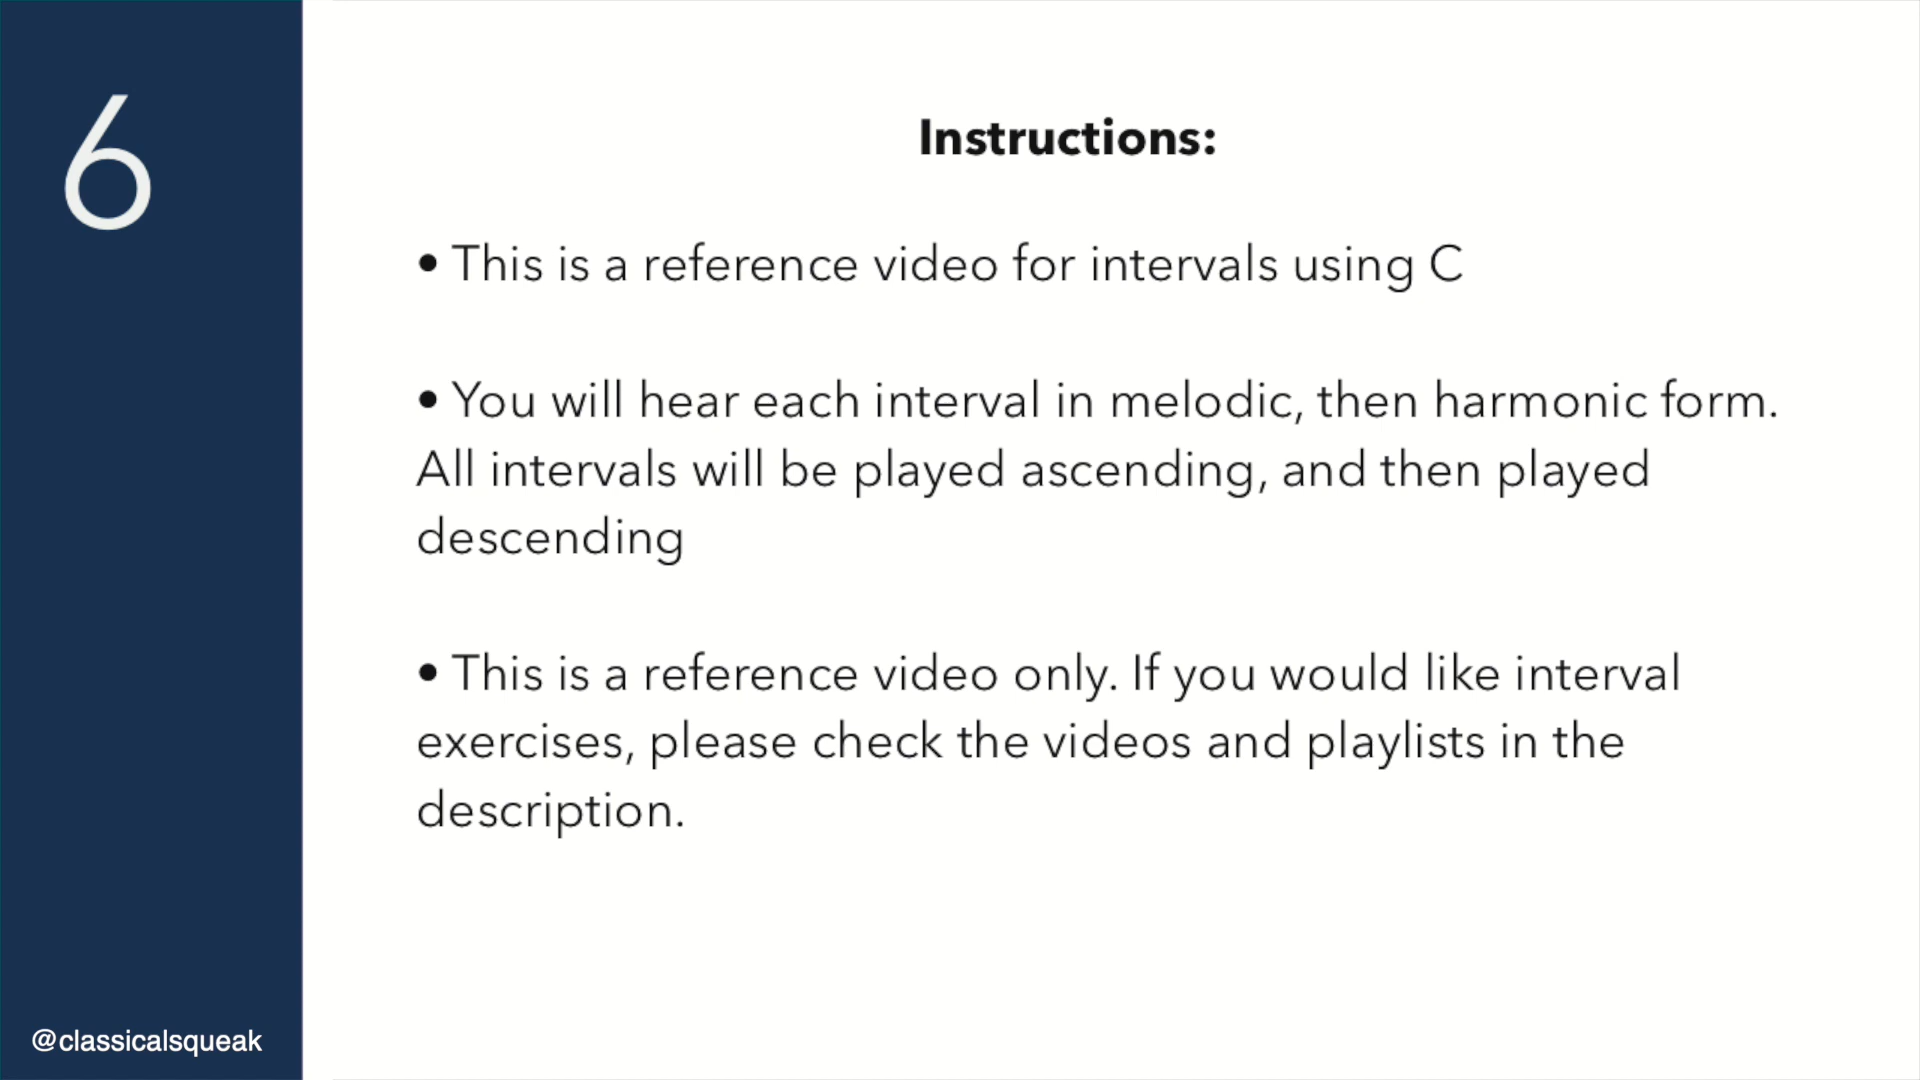 6
Instructions:
• This is a reference video for intervals using C
• You will hear each interval in melodic, then harmonic form.
All intervals will be played ascending, and then played
descending
• This is a reference video only. If you would like interval
exercises, please check the videos and playlists in the
description.
@classicalsqueak